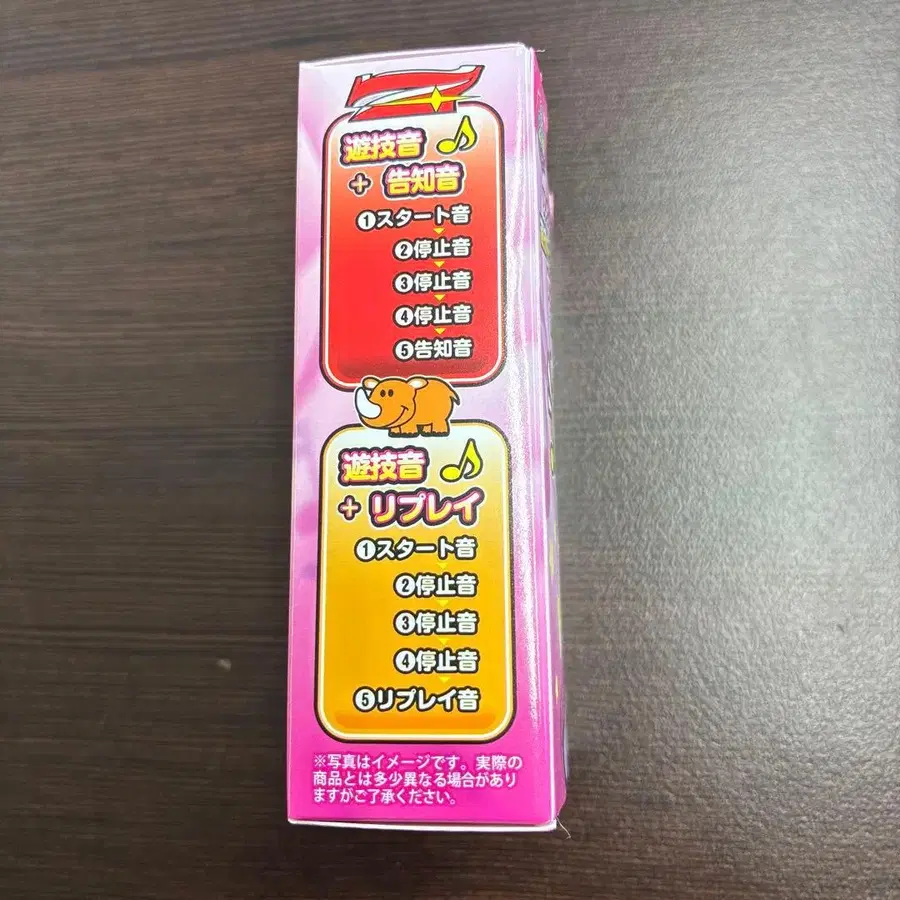 7
遊技音
+ 告知音
❶スタート音
❷停止音
❸停止音
❹停止音
❺告知音
遊技音
+ リプレイ
❶スタート音
❷停止音
❸停止音
❹停止音
❺リプレイ音
※写真はイメージです。実際の
商品とは多少異なる場合があり
ますがご了承ください。